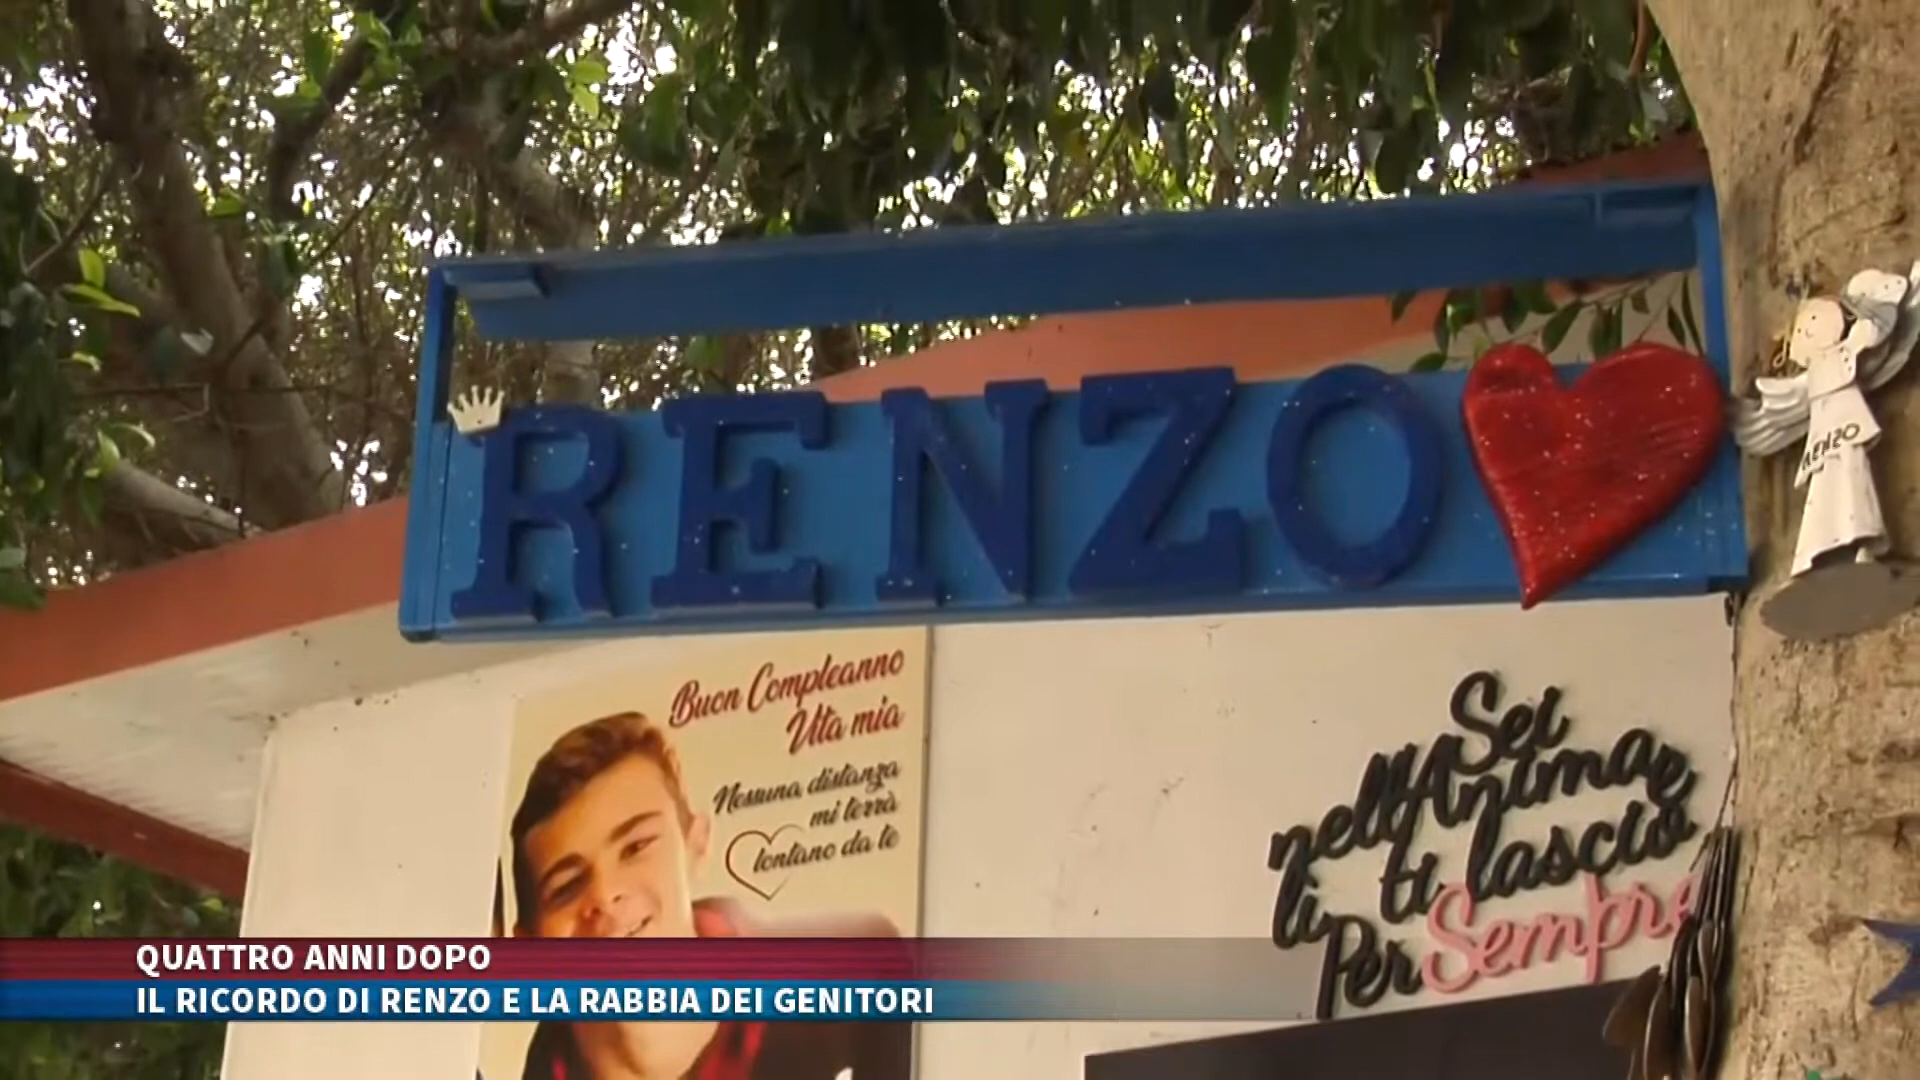 RENZO
RENZO
Buon Compleanno
Vita mia
Nessuna distanza
mi terrà
lontano da te
Sei
nell'Anima e
lì ti lascio
Per Sempre
QUATTRO ANNI DOPO
IL RICORDO DI RENZO E LA RABBIA DEI GENITORI